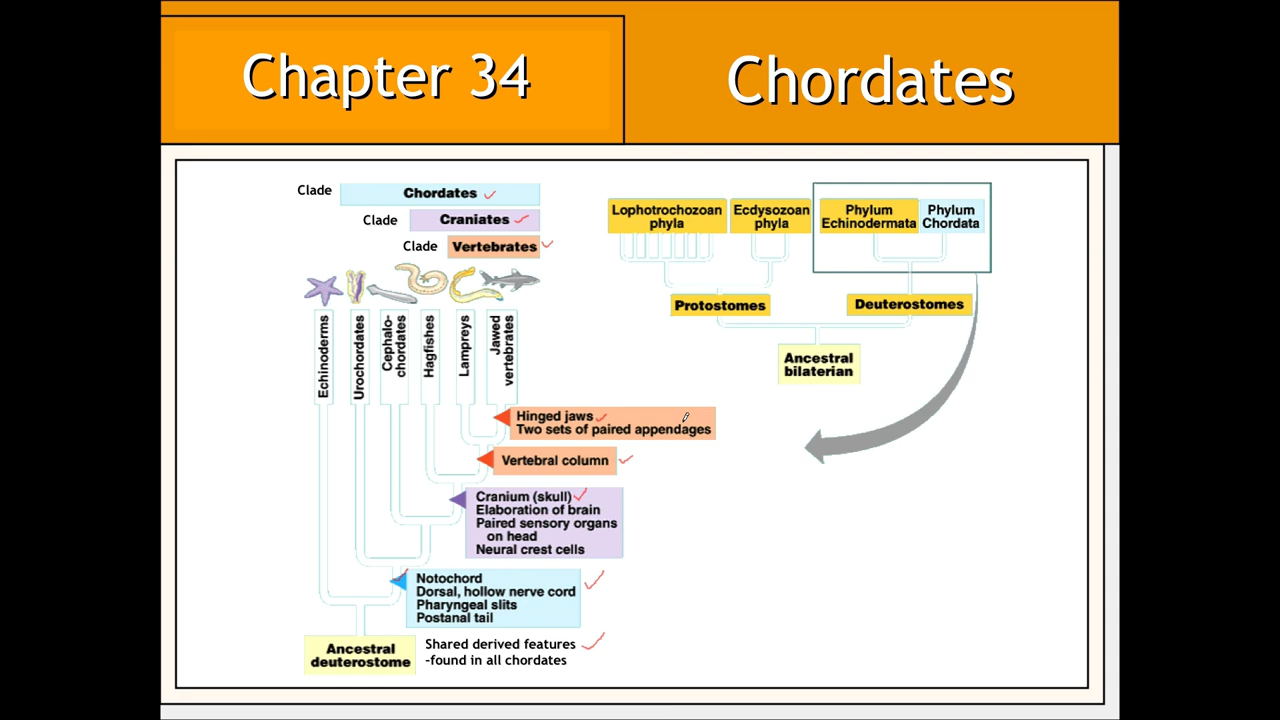 Chapter 34
Chordates
Clade
Chordates
Clade
Craniates
Clade
Vertebrates
Echinoderms
Urochordates
Cephalo-
chordates
Hagfishes
Lampreys
Jawed
vertebrates
Hinged jaws
Two sets of paired appendages
Vertebral column
Cranium (skull)
Elaboration of brain
Paired sensory organs
on head
Neural crest cells
Notochord
Dorsal, hollow nerve cord
Pharyngeal slits
Postanal tail
Ancestral
deuterostome
Shared derived features
-found in all chordates
Lophotrochozoan
phyla
Ecdysozoan
phyla
Phylum
Echinodermata
Phylum
Chordata
Protostomes
Deuterostomes
Ancestral
bilaterian